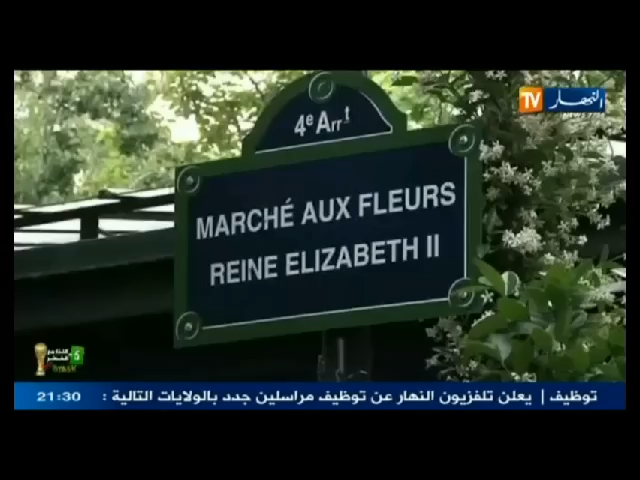 النهار TV
4e Arrt
MARCHÉ AUX FLEURS
REINE ELIZABETH II
5
توظيف | يعلن تلفزيون النهار عن توظيف مراسلين جدد بالولايات التالية :
21:30